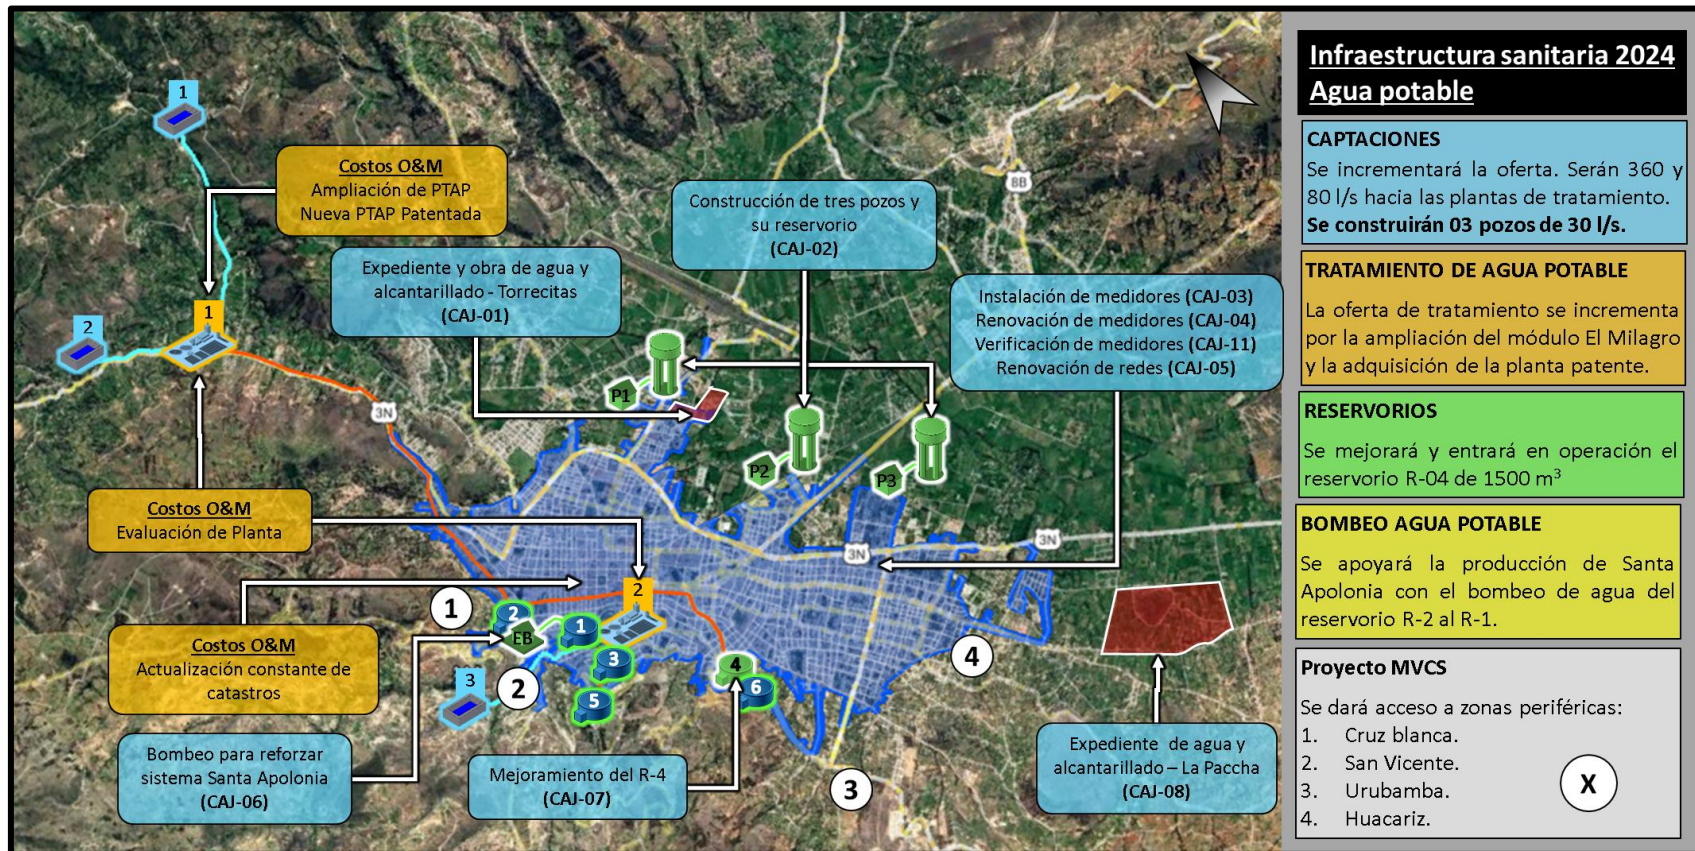 Infraestructura sanitaria 2024
Agua potable
CAPTACIONES
Se incrementará la oferta. Serán 360 y
80 l/s hacia las plantas de tratamiento.
Se construirán 03 pozos de 30 l/s.
TRATAMIENTO DE AGUA POTABLE
La oferta de tratamiento se incrementa
por la ampliación del módulo El Milagro
y la adquisición de la planta patente.
RESERVORIOS
Se mejorará y entrará en operación el
reservorio R-04 de 1500 m³
BOMBEO AGUA POTABLE
Se apoyará la producción de Santa
Apolonia con el bombeo de agua del
reservorio R-2 al R-1.
Proyecto MVCS
Se dará acceso a zonas periféricas:
1. Cruz blanca.
2. San Vicente.
3. Urubamba.
4. Huacariz.
X
1
Costos O&M
Ampliación de PTAP
Nueva PTAP Patentada
Expediente y obra de agua y
alcantarillado - Torrecitas
(CAJ-01)
Construcción de tres pozos y
su reservorio
(CAJ-02)
8B
Instalación de medidores (CAJ-03)
Renovación de medidores (CAJ-04)
Verificación de medidores (CAJ-11)
Renovación de redes (CAJ-05)
1
2
3N
P1
P2
P3
Costos O&M
Evaluación de Planta
3N
3N
2
1
2
EB
1
3
5
4
6
3
2
4
3
Costos O&M
Actualización constante de
catastros
Bombeo para reforzar
sistema Santa Apolonia
(CAJ-06)
Mejoramiento del R-4
(CAJ-07)
Expediente de agua y
alcantarillado – La Paccha
(CAJ-08)